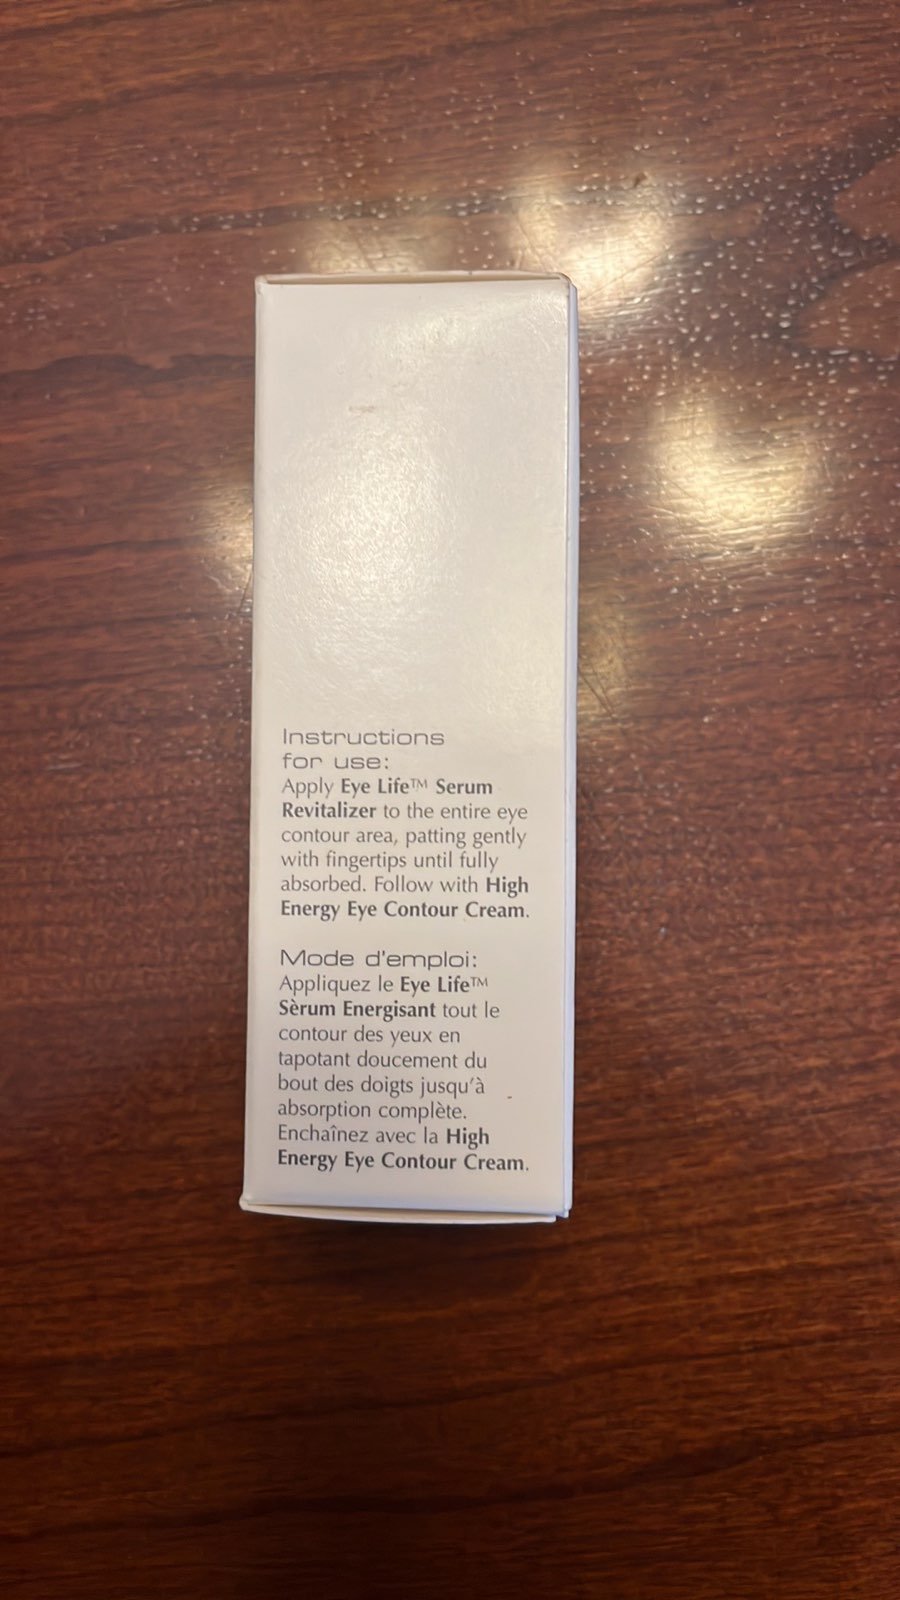 Instructions
for use:
Apply Eye Life™ Serum
Revitalizer to the entire eye
contour area, patting gently
with fingertips until fully
absorbed. Follow with High
Energy Eye Contour Cream.
Mode d'emploi:
Appliquez le Eye Life™
Sèrum Energisant tout le
contour des yeux en
tapotant doucement du
bout des doigts jusqu'à
absorption complète.
Enchaînez avec la High
Energy Eye Contour Cream.